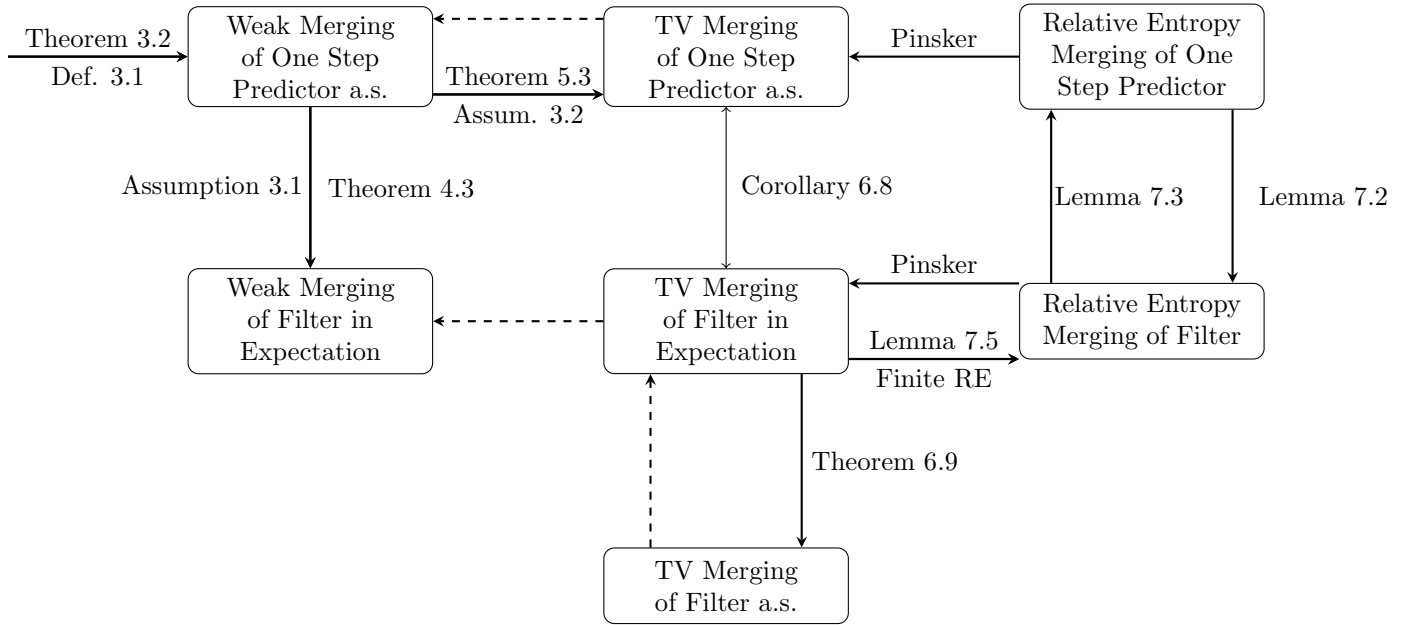 Theorem 3.2
Def. 3.1
Weak Merging
of One Step
Predictor a.s.
Theorem 5.3
Assum. 3.2
TV Merging
of One Step
Predictor a.s.
Pinsker
Relative Entropy
Merging of One
Step Predictor
Assumption 3.1
Theorem 4.3
Corollary 6.8
Lemma 7.3
Lemma 7.2
Weak Merging
of Filter in
Expectation
TV Merging
of Filter in
Expectation
Pinsker
Lemma 7.5
Finite RE
Relative Entropy
Merging of Filter
Theorem 6.9
TV Merging
of Filter a.s.